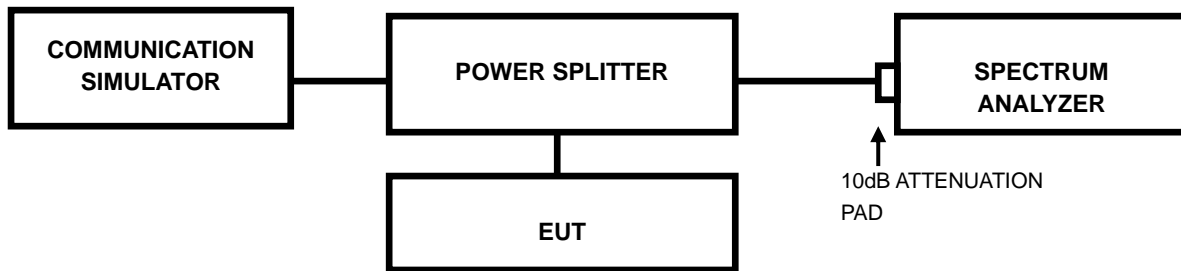 COMMUNICATION
SIMULATOR
POWER SPLITTER
SPECTRUM
ANALYZER
10dB ATTENUATION
PAD
EUT